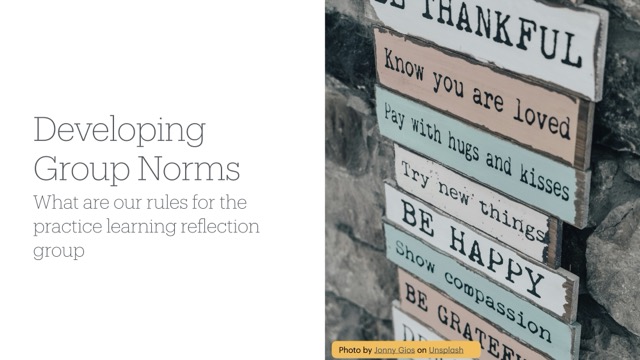 Developing
Group Norms
What are our rules for the
practice learning reflection
group
THANKFUL
Know you are loved
Pay with hugs and kisses
Try new things
BE HAPPY
Show compassion
BE GRATEFU
Photo by Jonny Gios on Unsplash